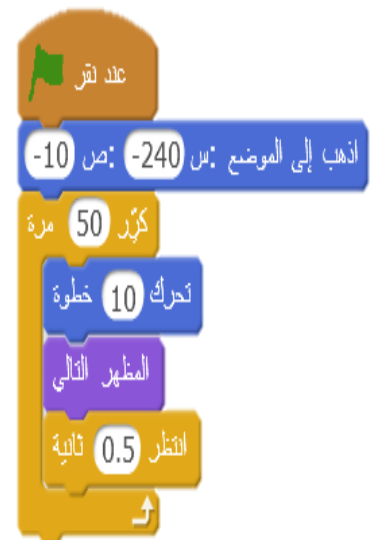 عند نقر
اذهب إلى الموضع :س -240 :ص -10
كرّر 50 مرة
تحرك 10 خطوة
المظهر التالي
انتظر 0.5 ثانية